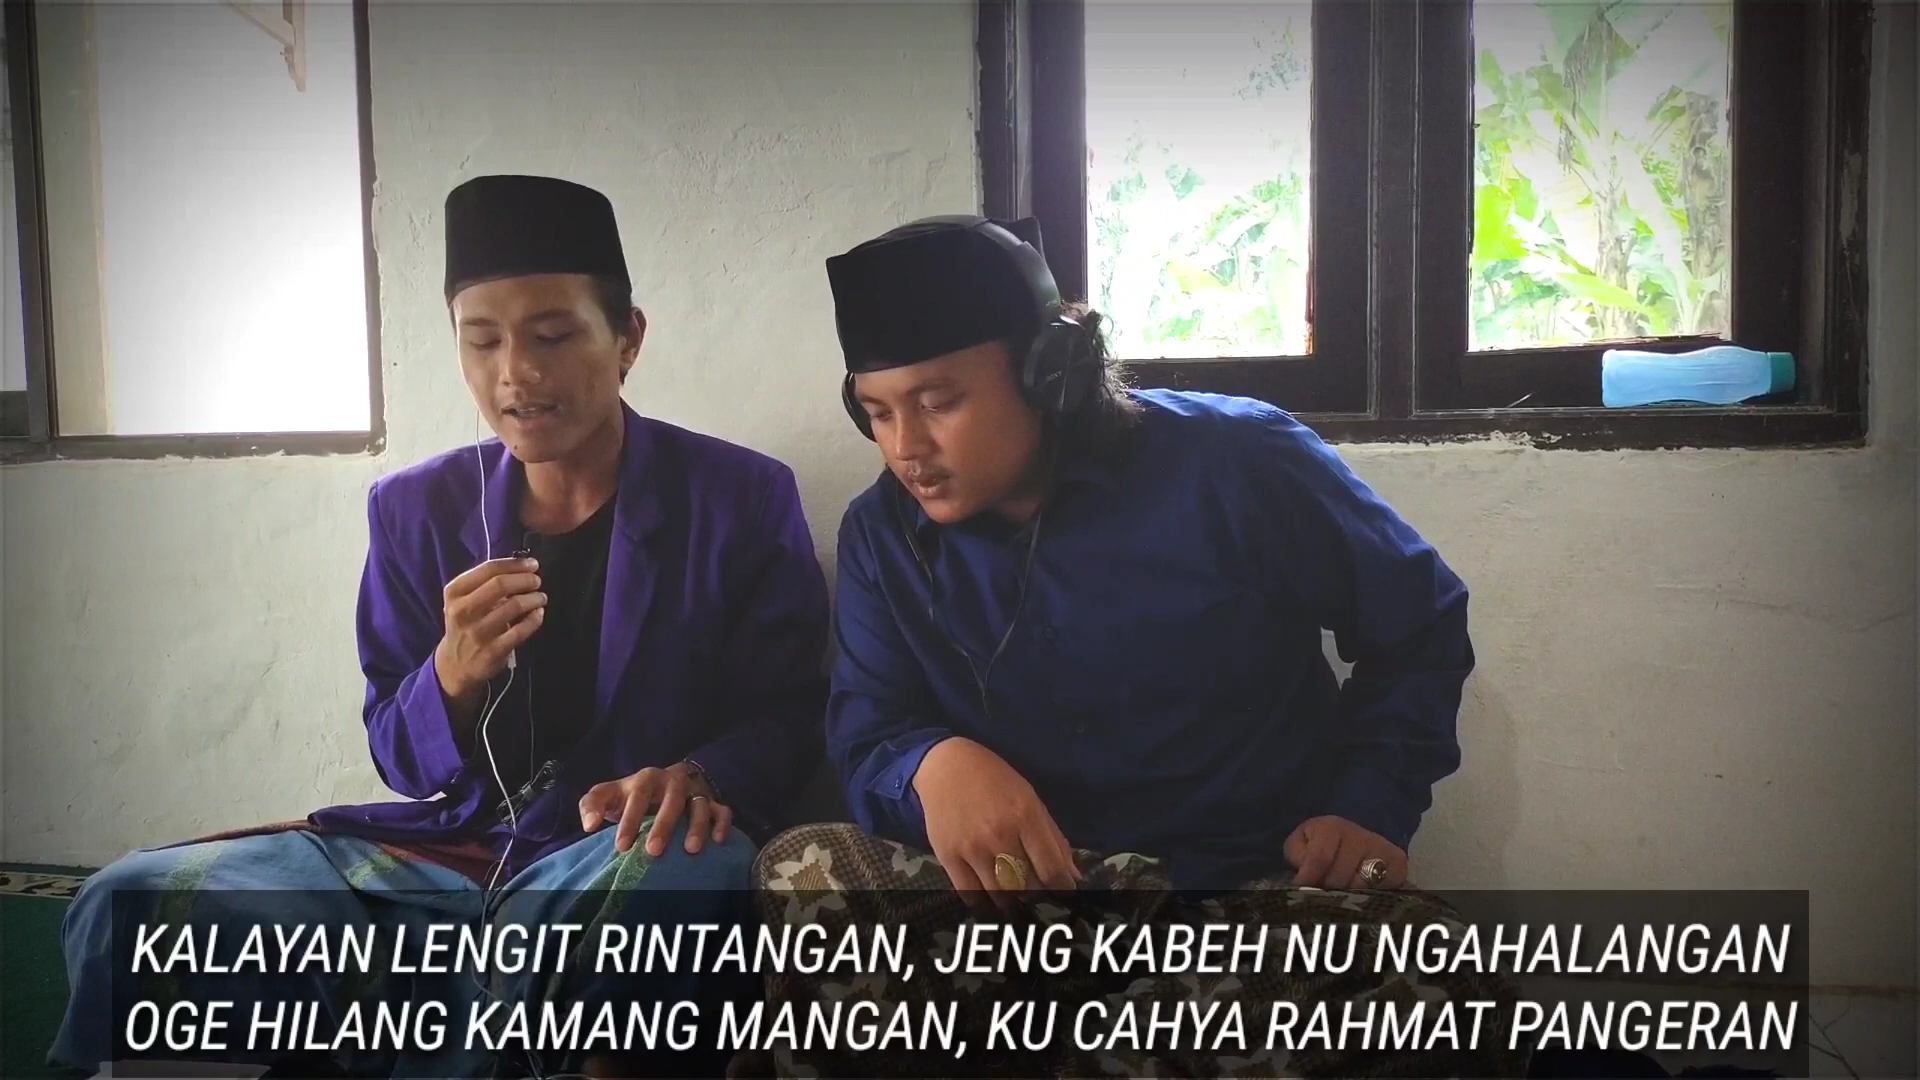 KALAYAN LENGIT RINTANGAN, JENG KABEH NU NGAHALANGAN
OGE HILANG KAMANG MANGAN, KU CAHYA RAHMAT PANGERAN